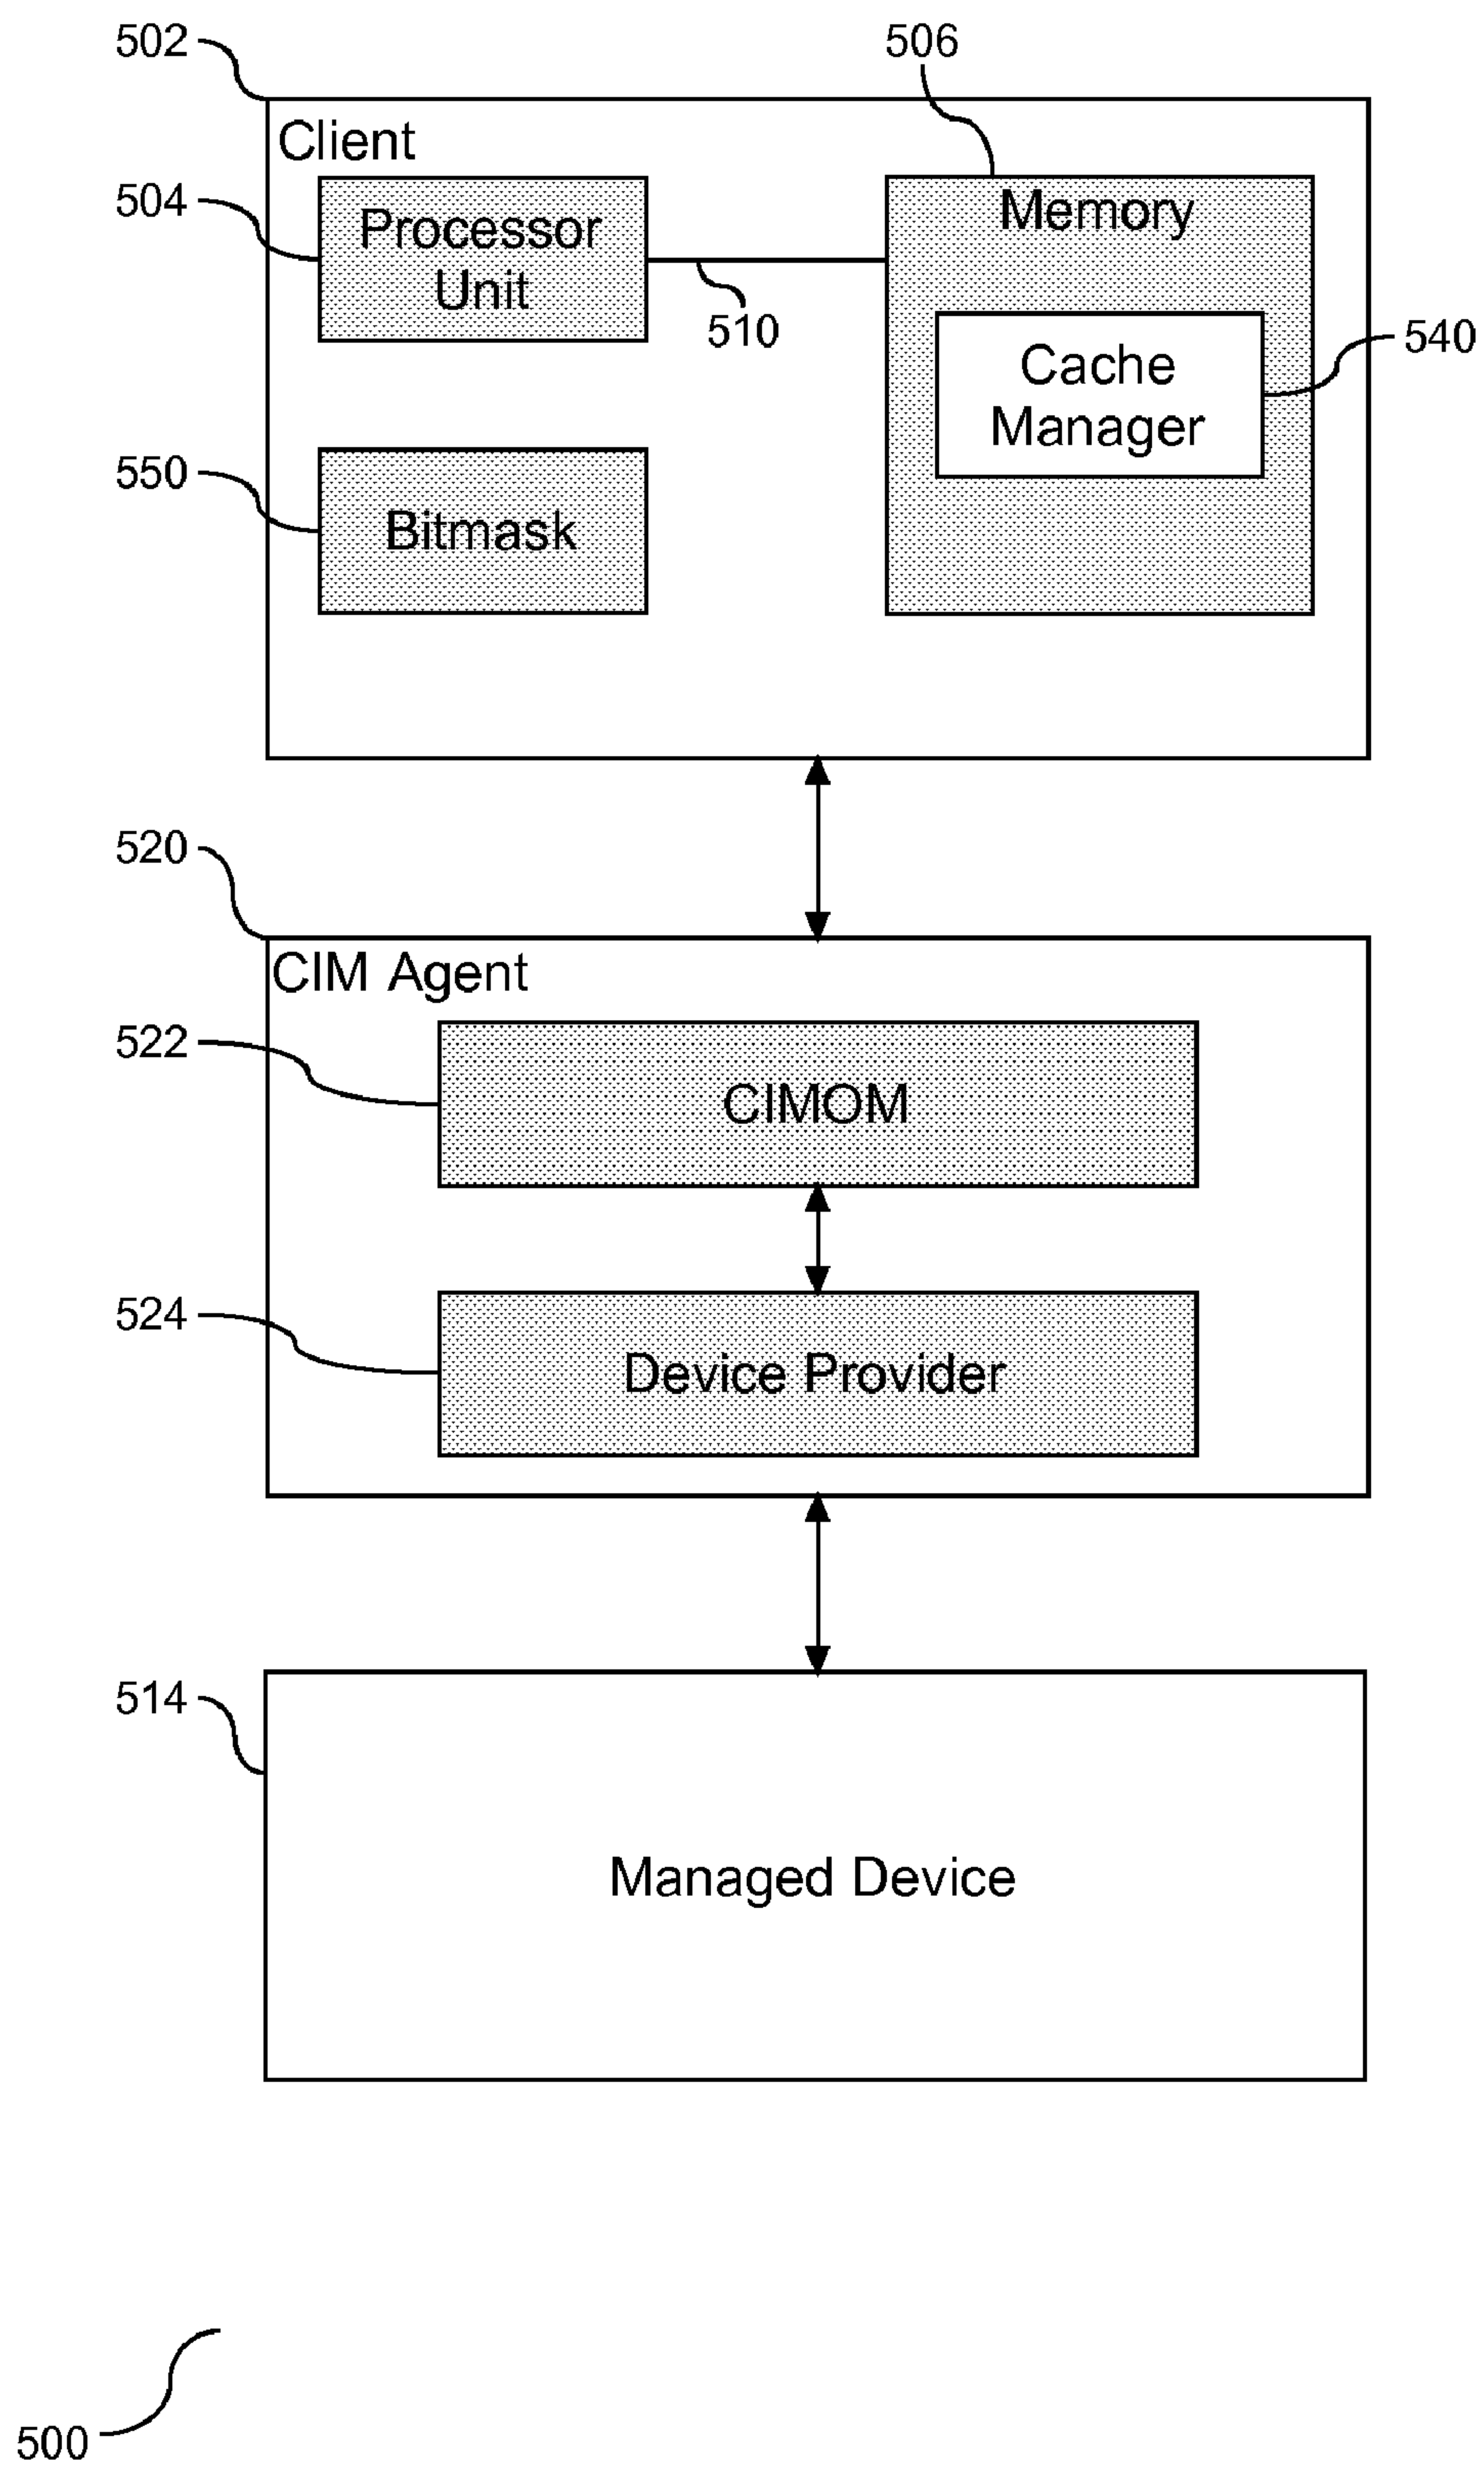 502
506
Client
504
Processor
Unit
Memory
510
540
Cache
Manager
550
Bitmask
520
CIM Agent
522
CIMOM
524
Device Provider
514
Managed Device
500